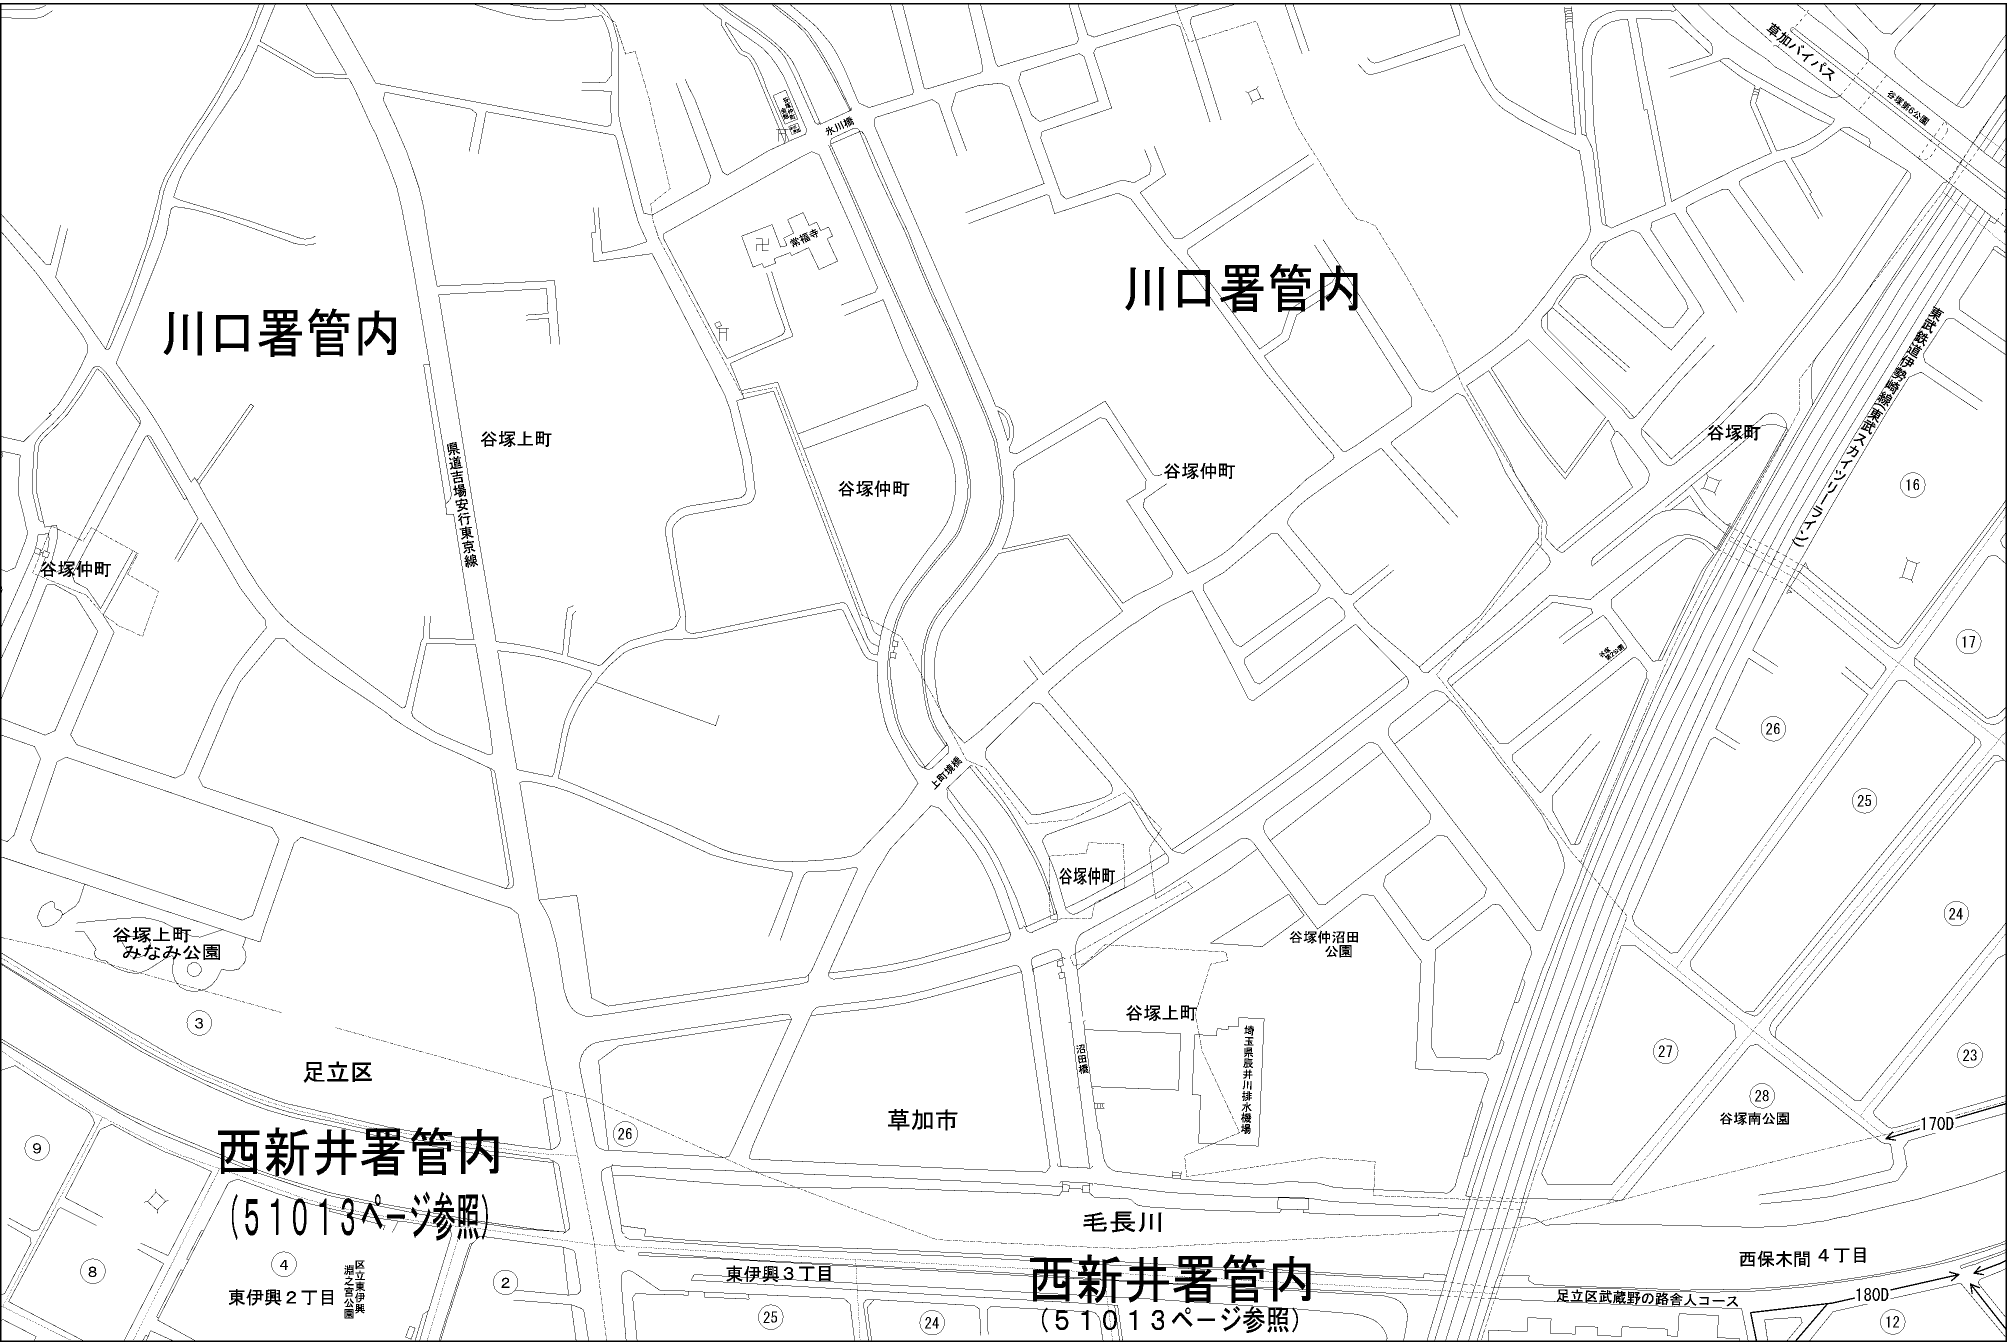 草加バイパス
谷塚第6公園
氷川橋
常福寺
川口署管内
川口署管内
東武鉄道伊勢崎線(東武スカイツリーライン)
谷塚上町
県道吉場安行東京線
谷塚仲町
谷塚仲町
谷塚町
16
谷塚仲町
17
谷塚
第2公園
26
25
上町境橋
谷塚仲町
24
谷塚上町
みなみ公園
谷塚仲沼田
公園
3
谷塚上町
埼玉県辰井川排水機場
沼田橋
27
23
足立区
28
谷塚南公園
草加市
170D
26
9
西新井署管内
(51013ページ参照)
毛長川
西保木間4丁目
8
4
東伊興2丁目
区立東伊興
淵之宮公園
2
東伊興3丁目
西新井署管内
(51013ページ参照)
足立区武蔵野の路舎人コース
180D
25
24
12